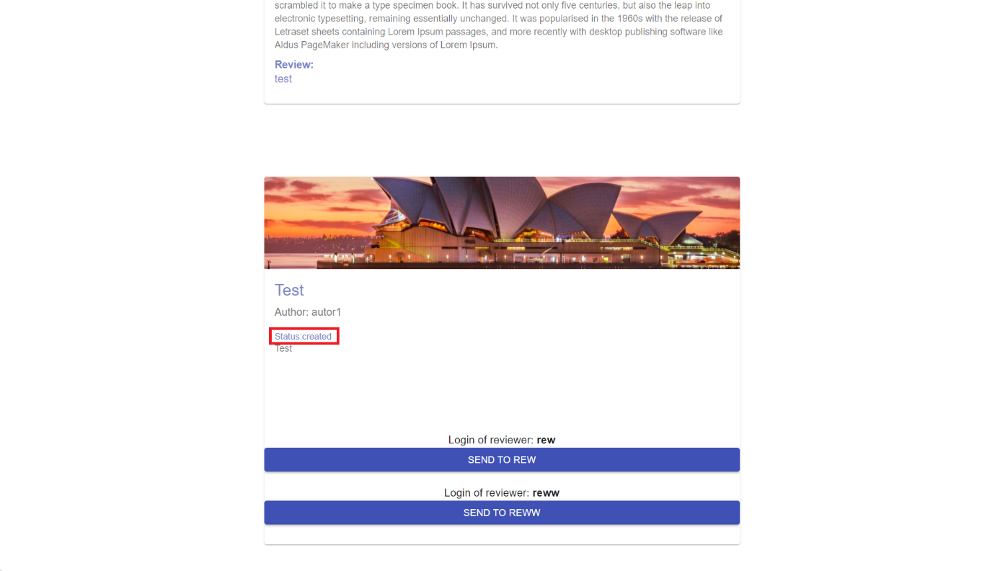 scrambled it to make a type specimen book. It has survived not only five centuries, but also the leap into
electronic typesetting, remaining essentially unchanged. It was popularised in the 1960s with the release of
Letraset sheets containing Lorem Ipsum passages, and more recently with desktop publishing software like
Aldus PageMaker including versions of Lorem Ipsum.
Review:
test
Test
Author: autor1
Status:created
Test
Login of reviewer: rew
SEND TO REW
Login of reviewer: reww
SEND TO REWW